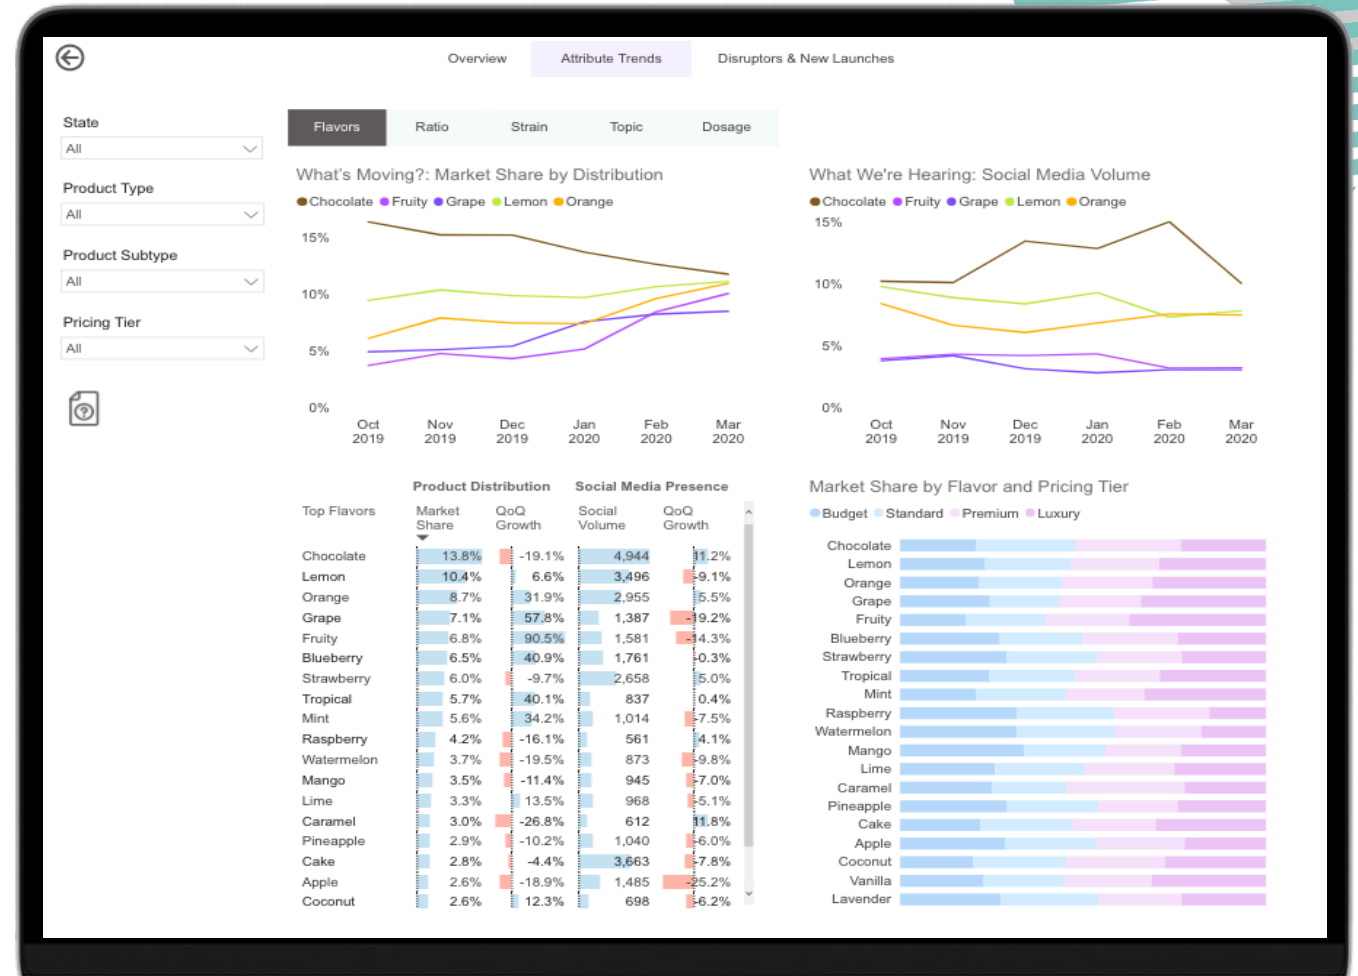 Overview Attribute Trends Disruptors & New Launches
State
All
Product Type
All
Product Subtype
All
Pricing Tier
All
Flavors Ratio Strain Topic Dosage
What's Moving?: Market Share by Distribution
Chocolate Fruity Grape Lemon Orange
15%
10%
5%
0%
Oct 2019 Nov 2019 Dec 2019 Jan 2020 Feb 2020 Mar 2020
What We're Hearing: Social Media Volume
Chocolate Fruity Grape Lemon Orange
15%
10%
5%
0%
Oct 2019 Nov 2019 Dec 2019 Jan 2020 Feb 2020 Mar 2020
Product Distribution Social Media Presence
Top Flavors Market Share QoQ Growth Social Volume QoQ Growth
Chocolate 13.8% -19.1% 4,944 11.2%
Lemon 10.4% 6.6% 3,496 -9.1%
Orange 8.7% 31.9% 2,955 5.5%
Grape 7.1% 57.8% 1,387 -19.2%
Fruity 6.8% 90.5% 1,581 -14.3%
Blueberry 6.5% 40.9% 1,761 -0.3%
Strawberry 6.0% -9.7% 2,658 5.0%
Tropical 5.7% 40.1% 837 0.4%
Mint 5.6% 34.2% 1,014 -7.5%
Raspberry 4.2% -16.1% 561 4.1%
Watermelon 3.7% -19.5% 873 -9.8%
Mango 3.5% -11.4% 945 -7.0%
Lime 3.3% 13.5% 968 -5.1%
Caramel 3.0% -26.8% 612 11.8%
Pineapple 2.9% -10.2% 1,040 -6.0%
Cake 2.8% -4.4% 3,663 -7.8%
Apple 2.6% -18.9% 1,485 -25.2%
Coconut 2.6% 12.3% 698 -6.2%
Market Share by Flavor and Pricing Tier
Budget Standard Premium Luxury
Chocolate
Lemon
Orange
Grape
Fruity
Blueberry
Strawberry
Tropical
Mint
Raspberry
Watermelon
Mango
Lime
Caramel
Pineapple
Cake
Apple
Coconut
Vanilla
Lavender